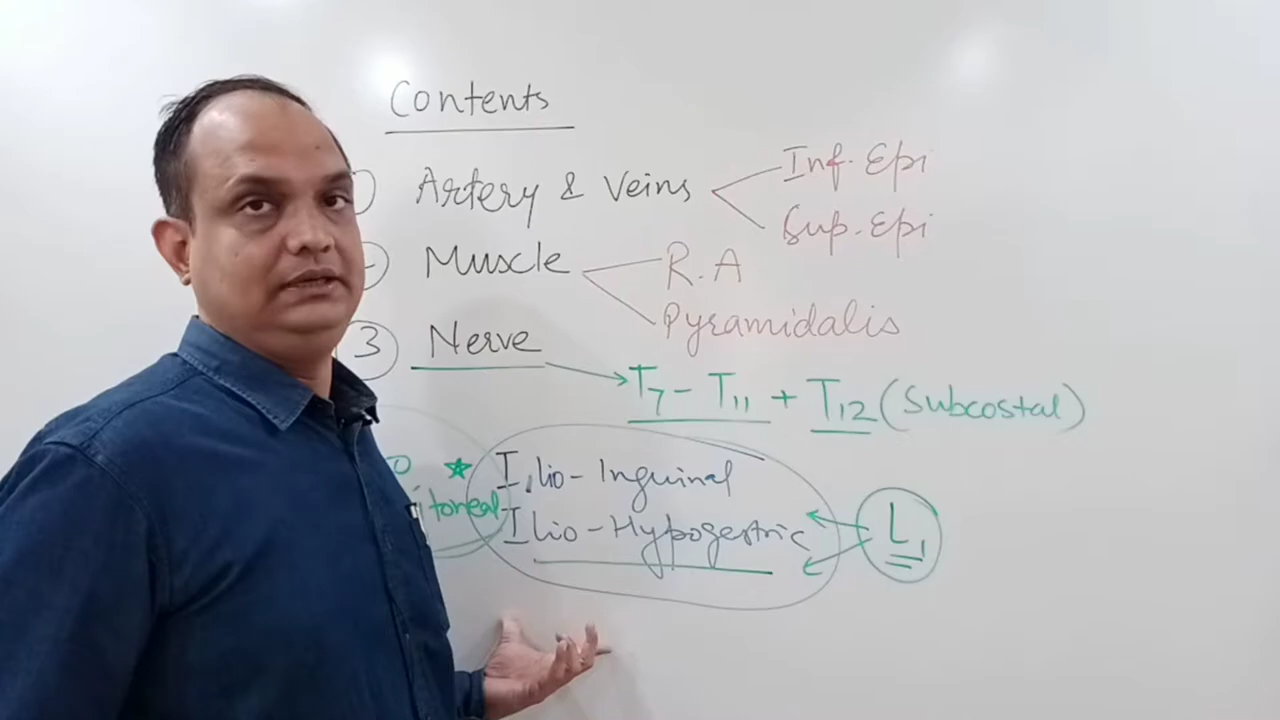 Contents
Artery & Veins
Inf. Epi
Sup. Epi
Muscle
R. A
Pyramidalis
3 Nerve
T7 - T11 + T12 (Subcostal)
★ Ilio - Inguinal
Ilio - Hypogestric
L1